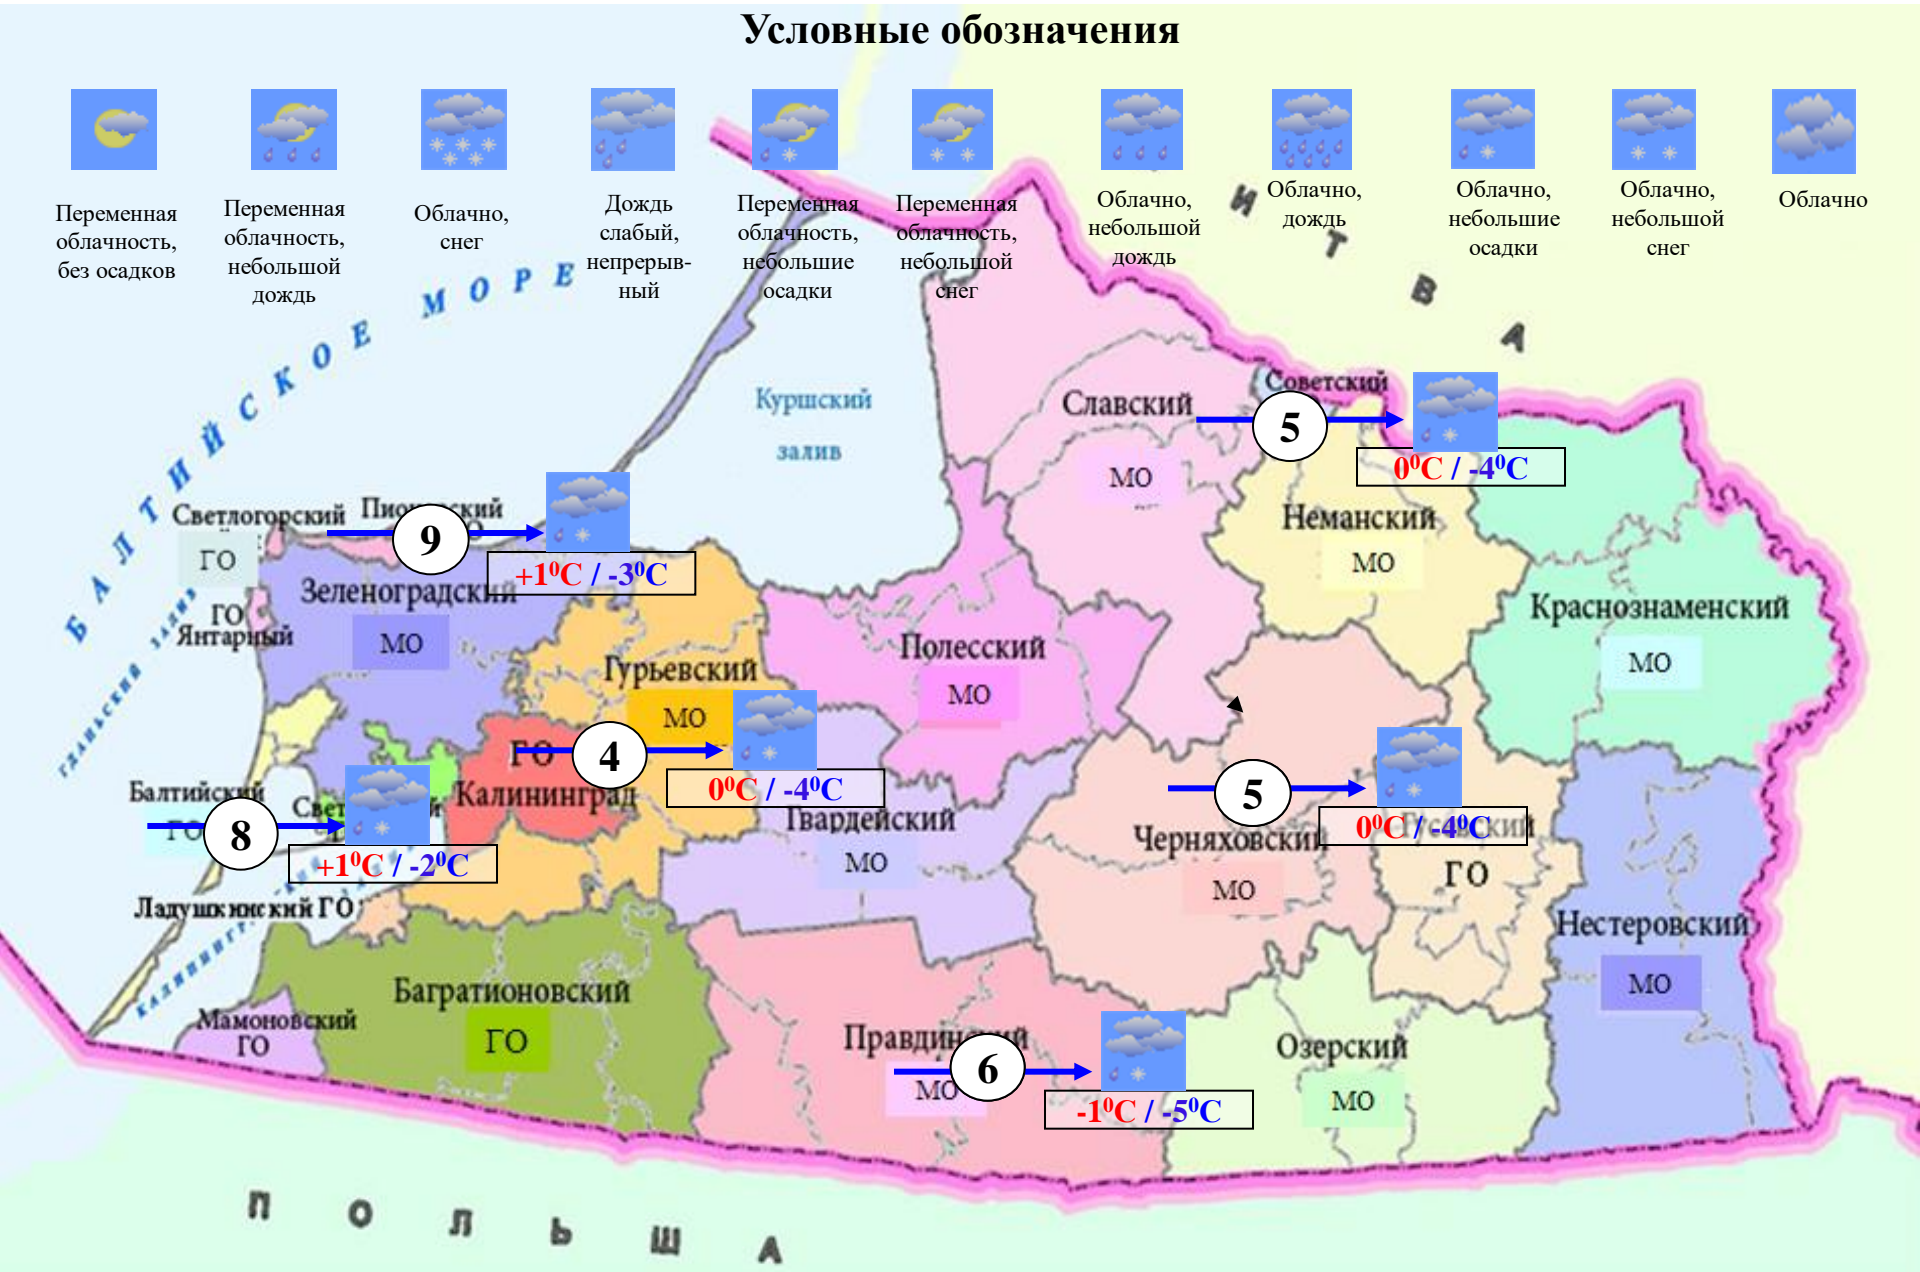 Условные обозначения
Переменная
облачность,
без осадков
Переменная
облачность,
небольшой
дождь
Облачно,
снег
Дождь
слабый,
непрерыв-
ный
Переменная
облачность,
небольшие
осадки
Переменная
облачность,
небольшой
снег
Облачно,
небольшой
дождь
Облачно,
дождь
Облачно,
небольшие
осадки
Облачно,
небольшой
снег
Облачно
И Т В А
БАЛТИЙСКОЕ МОРЕ
Куршский
залив
Славский
МО
Советский
5
0⁰C / -4⁰C
Неманский
МО
Светлогорский
ГО
9
+1⁰C / -3⁰C
Зеленоградский
МО
ГО
Янтарный
Гурьевский
МО
Полесский
МО
Краснознаменский
МО
ГО
Калининград
4
0⁰C / -4⁰C
Балтийский
ГО
8
+1⁰C / -2⁰C
Гвардейский
МО
Черняховский
МО
5
0⁰C / -4⁰C
ГО
Нестеровский
МО
Ладушкинский ГО
Багратионовский
ГО
Мамоновский
ГО
Правдинский
МО
6
-1⁰C / -5⁰C
Озерский
МО
ПОЛЬША